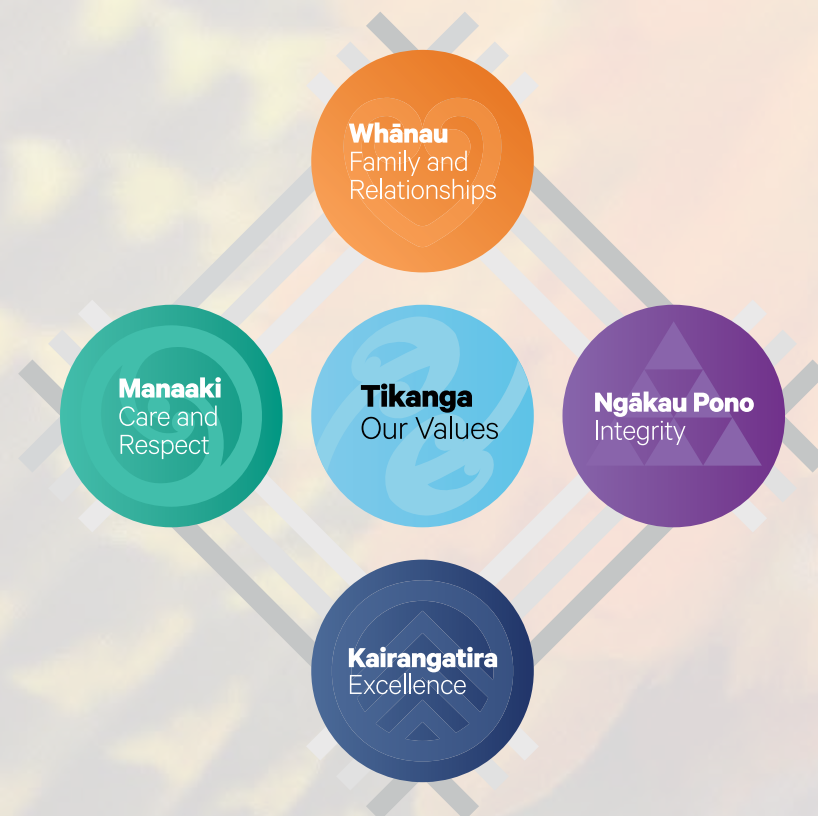 Whānau
Family and
Relationships
Manaaki
Care and
Respect
Tikanga
Our Values
Ngākau Pono
Integrity
Kairangatira
Excellence